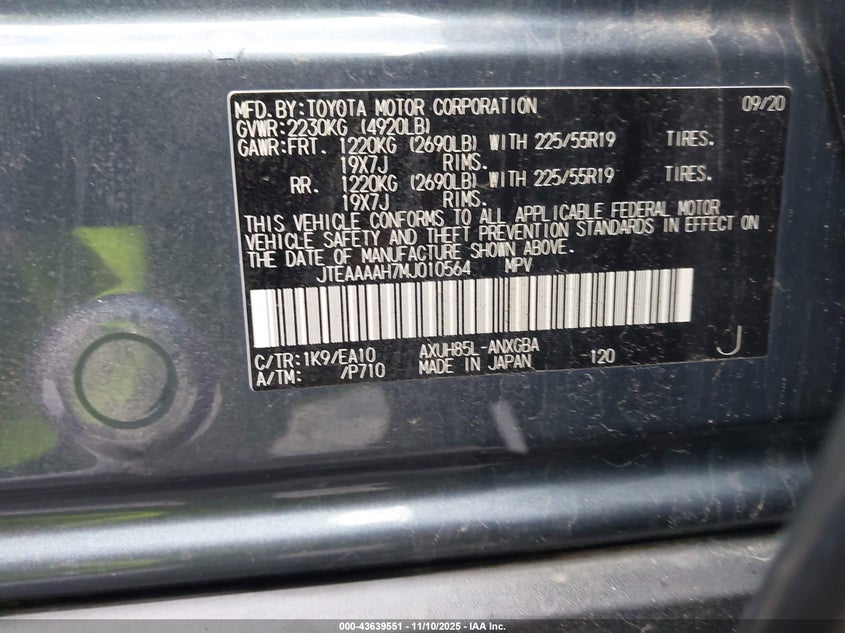 MFD. BY:TOYOTA MOTOR CORPORATION 09/20
GVWR:2230KG (4920LB)
GAWR:FRT. 1220KG (2690LB) WITH 225/55R19 TIRES.
19X7J RIMS.
RR. 1220KG (2690LB) WITH 225/55R19 TIRES.
19X7J RIMS.
THIS VEHICLE CONFORMS TO ALL APPLICABLE FEDERAL MOTOR
VEHICLE SAFETY AND THEFT PREVENTION STANDARDS IN EFFECT ON
THE DATE OF MANUFACTURE SHOWN ABOVE.
JTEAAAAH7MJ010564 MPV
C/TR:1K9/EA10 AXUH85L-ANXGBA
A/TM: /P710 MADE IN JAPAN 120 J
000-43639551 - 11/10/2025 - IAA Inc.